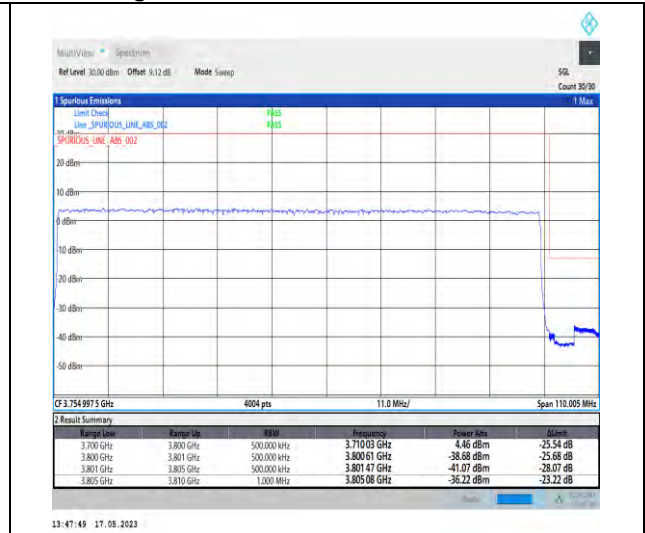 MultiView Spectrum
Ref Level 30.00 dBm Offset 9.12 dB Mode Sweep SGL
Count 30/30
1 Spurious Emissions 1 Max
Limit Check PASS
Line _SPURIOUS_LINE_ABS_002 PASS
SPURIOUS_LINE_ABS_002
20 dBm
10 dBm
0 dBm
-10 dBm
-20 dBm
-30 dBm
-40 dBm
-50 dBm
CF 3.754 997 5 GHz 4004 pts 11.0 MHz/ Span 110.005 MHz
2 Result Summary
Range Low Range Up RBW Frequency Power Abs ΔLimit
3.700 GHz 3.800 GHz 500.000 kHz 3.710 03 GHz 4.46 dBm -25.54 dB
3.800 GHz 3.801 GHz 500.000 kHz 3.800 61 GHz -38.68 dBm -25.68 dB
3.801 GHz 3.805 GHz 500.000 kHz 3.801 47 GHz -41.07 dBm -28.07 dB
3.805 GHz 3.810 GHz 1.000 MHz 3.805 08 GHz -36.22 dBm -23.22 dB
13:47:49 17.05.2023